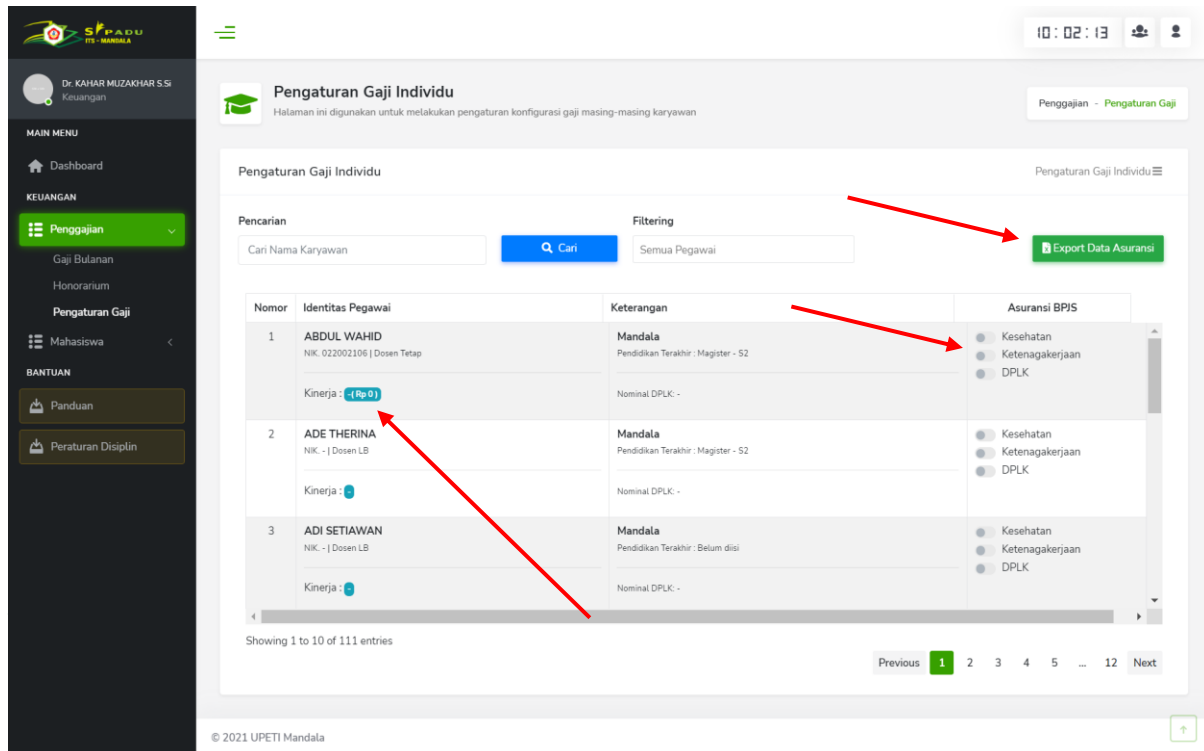 SIPADU
ITS - MANDALA
10:02:13
Dr. KAHAR MUZAKHAR S.Si
Keuangan
MAIN MENU
Dashboard
KEUANGAN
Penggajian
Gaji Bulanan
Honorarium
Pengaturan Gaji
Mahasiswa
BANTUAN
Panduan
Peraturan Disiplin
Pengaturan Gaji Individu
Halaman ini digunakan untuk melakukan pengaturan konfigurasi gaji masing-masing karyawan
Penggajian - Pengaturan Gaji
Pengaturan Gaji Individu
Pengaturan Gaji Individu
Pencarian
Filtering
Cari Nama Karyawan
Cari
Semua Pegawai
Export Data Asuransi
Nomor Identitas Pegawai Keterangan Asuransi BPJS
1 ABDUL WAHID Mandala Kesehatan
NIK. 022002106 | Dosen Tetap Pendidikan Terakhir : Magister - S2 Ketenagakerjaan
DPLK
Kinerja : -( Rp 0 ) Nominal DPLK: -
2 ADE THERINA Mandala Kesehatan
NIK. - | Dosen LB Pendidikan Terakhir : Magister - S2 Ketenagakerjaan
DPLK
Kinerja : - Nominal DPLK: -
3 ADI SETIAWAN Mandala Kesehatan
NIK. - | Dosen LB Pendidikan Terakhir : Belum diisi Ketenagakerjaan
DPLK
Kinerja : - Nominal DPLK: -
Showing 1 to 10 of 111 entries
Previous 1 2 3 4 5 ... 12 Next
© 2021 UPETI Mandala